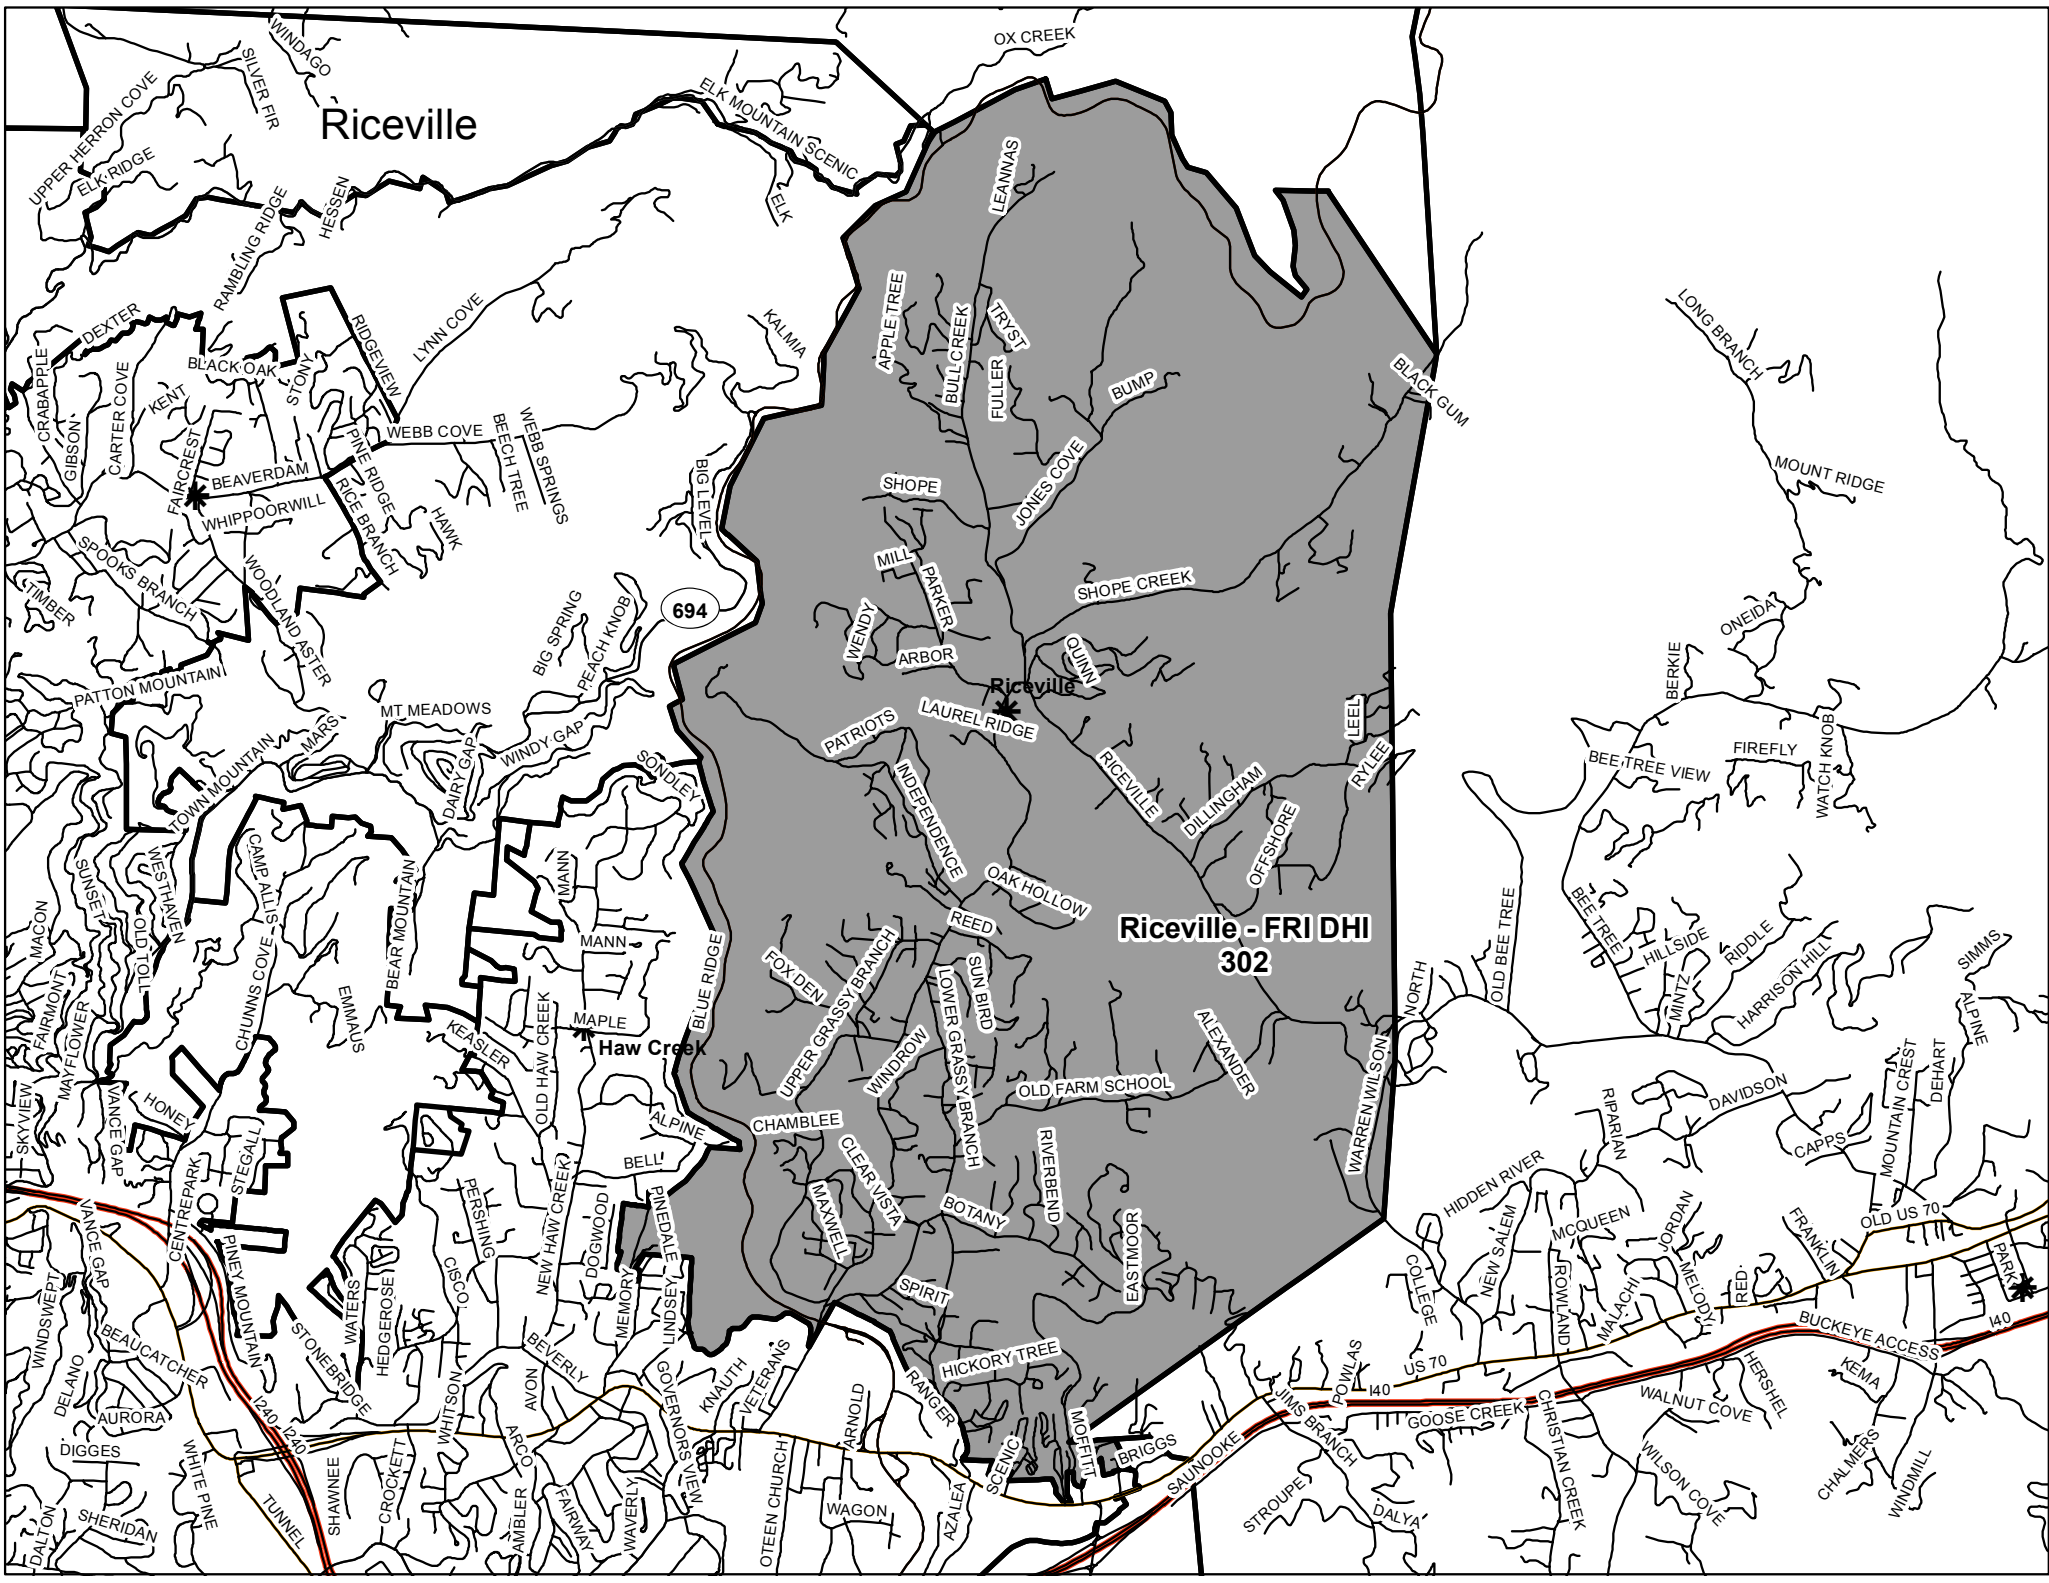 OX CREEK
WINDAGO
SILVER FIR
Riceville
UPPER HERRON COVE
ELK RIDGE
ELK MOUNTAIN SCENIC
ELK
HESSEN
RAMBLING RIDGE
LEANNAS
DEXTER
RIDGEVIEW
LYNN COVE
KALMIA
APPLE TREE
BULL CREEK
TRYST
FULLER
BUMP
BLACK GUM
LONG BRANCH
CRABAPPLE
GIBSON
CARTER COVE
KENT
BLACK OAK
STONY
WEBB COVE
BEECH TREE
WEBB SPRINGS
FAIRCREST
BEAVERDAM
PINE RIDGE
RICE BRANCH
WHIPPOORWILL
HAWK
BIG LEVEL
SHOPE
JONES COVE
MOUNT RIDGE
SPOOKS BRANCH
TIMBER
WOODLAND ASTER
BIG SPRING
PEACH KNOB
694
MILL
PARKER
WENDY
ARBOR
SHOPE CREEK
QUINN
Riceville
ONEIDA
BERKIE
PATTON MOUNTAIN
MT MEADOWS
MARS
TOWN MOUNTAIN
DAIRY GAP
WINDY GAP
SONDLEY
PATRIOTS
LAUREL RIDGE
INDEPENDENCE
RICEVILLE
DILLINGHAM
LEEL
RYLEE
OFFSHORE
BEE TREE VIEW
FIREFLY
WATCH KNOB
SUNSET
WESTHAVEN
OLD TOLL
CAMP ALLIS
CHUNNS COVE
BEAR MOUNTAIN
MANN
MANN
MACON
FAIRMONT
MAYFLOWER
EMMAUS
KEASLER
OLD HAW CREEK
MAPLE
Haw Creek
BLUE RIDGE
OAK HOLLOW
REED
Riceville - FRI DHI
302
FOX DEN
UPPER GRASSY BRANCH
SUN BIRD
LOWER GRASSY BRANCH
WINDROW
OLD FARM SCHOOL
ALEXANDER
WARREN WILSON
NORTH
OLD BEE TREE
BEE TREE
HILLSIDE
MINTZ
RIDDLE
HARRISON HILL
SIMMS
ALPINE
DEHART
MOUNTAIN CREST
DAVIDSON
RIPARIAN
CAPPS
SKYVIEW
VANCE GAP
HONEY
STEGALL
CENTREPARK
ALPINE
BELL
CHAMBLEE
CLEAR VISTA
MAXWELL
BOTANY
RIVERBEND
EASTMOOR
SPIRIT
HIDDEN RIVER
NEW SALEM
MCQUEEN
JORDAN
COLLEGE
ROWLAND
MALACHI
MELODY
RED
FRANKLIN
OLD US 70
PARK
VANCE GAP
WINDSWEPT
PINEY MOUNTAIN
WATERS
HEDGEROSE
CISCO
PERSHING
NEW HAW CREEK
DOGWOOD
PINEDALE
MEMORY
LINDSEY
BEAUCATCHER
DELANO
AURORA
DIGGES
STONEBRIDGE
WHITSON
AVON
BEVERLY
KNAUTH
VETERANS
GOVERNORS VIEW
ARNOLD
RANGER
HICKORY TREE
SCENIC
MOFFITT
BRIGGS
SAUNOOKE
JIMS BRANCH
POWLAS
I40
US 70
GOOSE CREEK
CHRISTIAN CREEK
WALNUT COVE
HERSHEL
BUCKEYE ACCESS
I40
KEMA
CHALMERS
WINDMILL
WILSON COVE
STROUPE
DALYA
I240
I240
WHITE PINE
TUNNEL
SHERIDAN
DALTON
SHAWNEE
CROCKETT
ARCO
AMBLER
FAIRWAY
WAVERLY
OTEEN CHURCH
WAGON
AZALEA